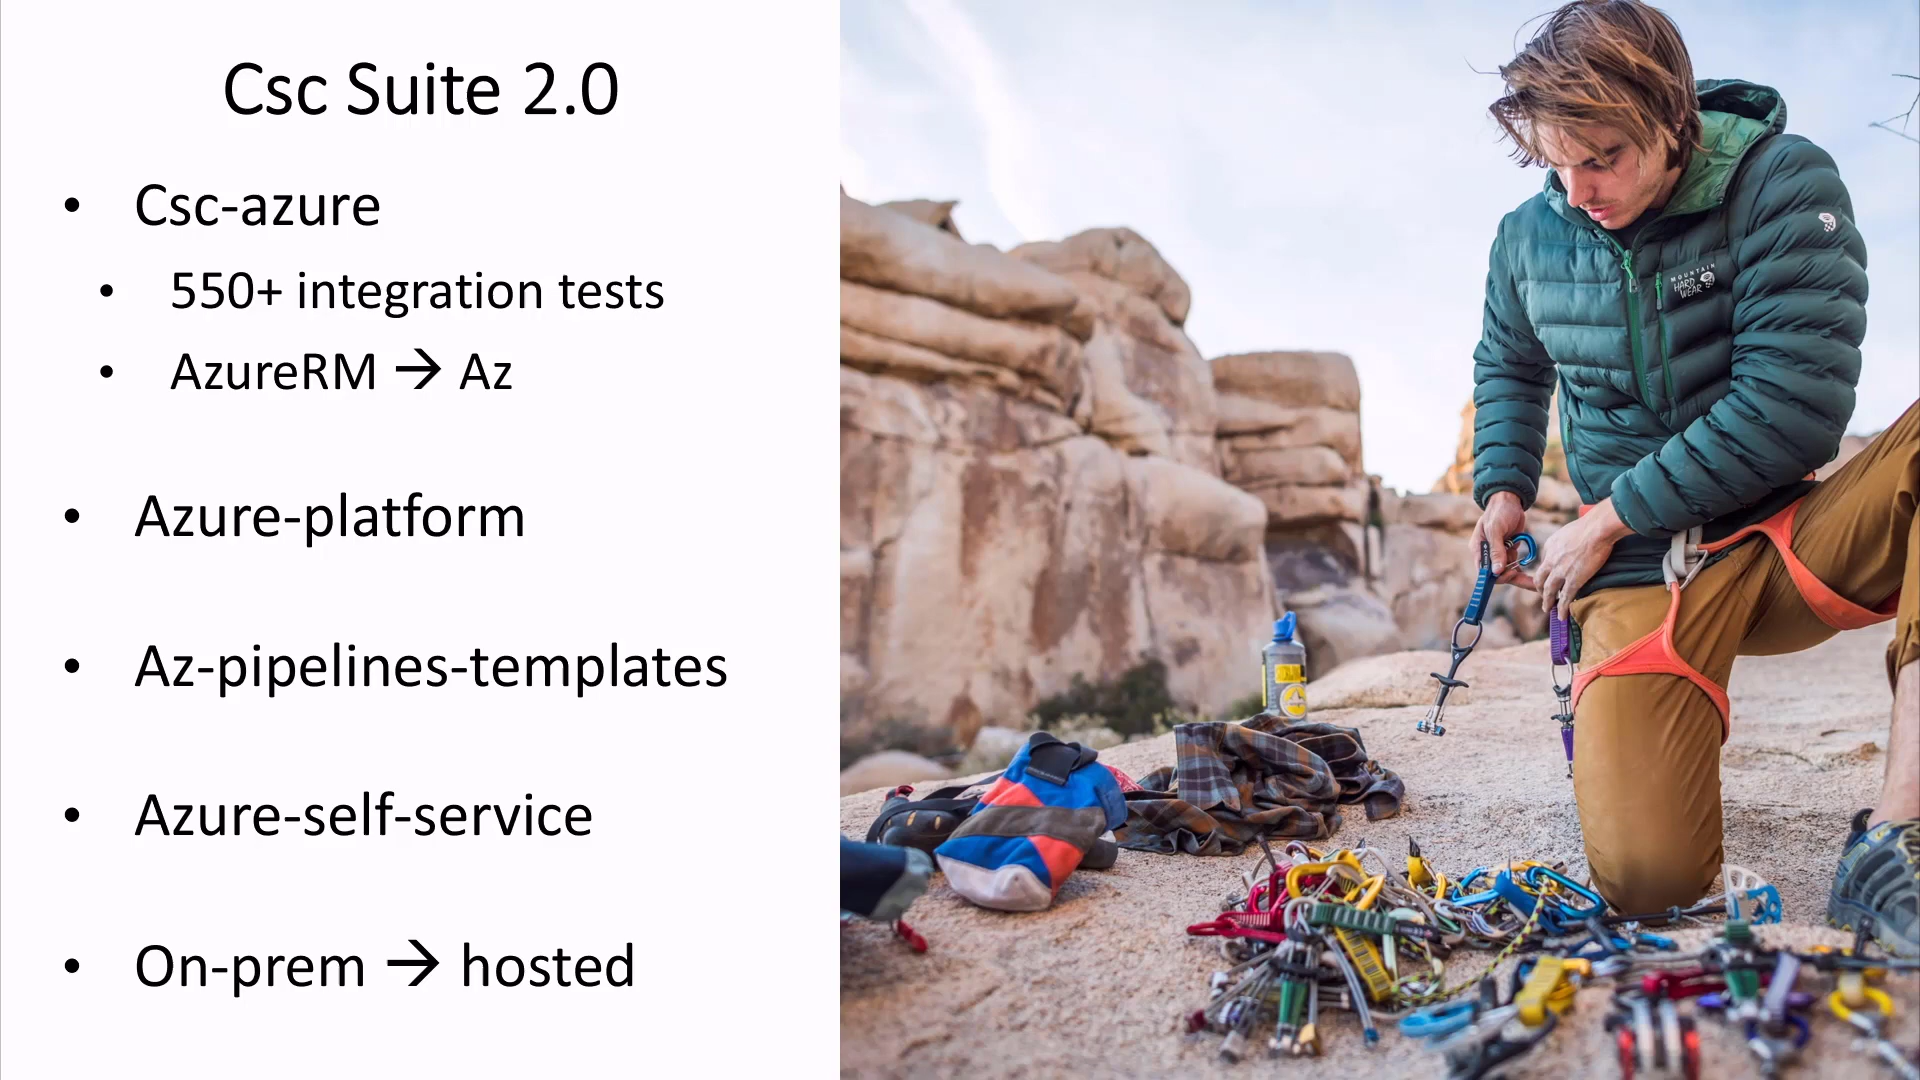 Csc Suite 2.0
• Csc-azure
• 550+ integration tests
• AzureRM → Az
• Azure-platform
• Az-pipelines-templates
• Azure-self-service
• On-prem → hosted
MOUNTAIN
HARD
WEAR